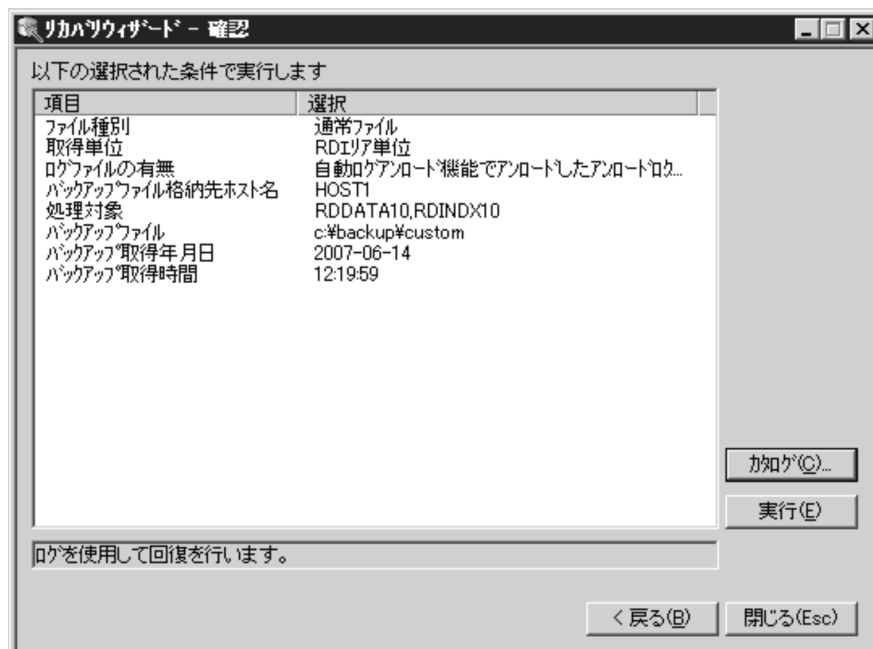 ﾘｶﾊﾞﾘｳｨｻﾞｰﾄﾞ - 確認
以下の選択された条件で実行します
項目 選択
ﾌｧｲﾙ種別 通常ﾌｧｲﾙ
取得単位 RDｴﾘｱ単位
ﾛｸﾞﾌｧｲﾙの有無 自動ﾛｸﾞｱﾝﾛｰﾄﾞ機能でｱﾝﾛｰﾄﾞしたｱﾝﾛｰﾄﾞﾛｸ...
ﾊﾞｯｸｱｯﾌﾟﾌｧｲﾙ格納先ﾎｽﾄ名 HOST1
処理対象 RDDATA10,RDINDX10
ﾊﾞｯｸｱｯﾌﾟﾌｧｲﾙ c:¥backup¥custom
ﾊﾞｯｸｱｯﾌﾟ取得年月日 2007-06-14
ﾊﾞｯｸｱｯﾌﾟ取得時間 12:19:59
ｶﾀﾛｸﾞ(C)...
実行(E)
ﾛｸﾞを使用して回復を行います。
< 戻る(B) 閉じる(Esc)